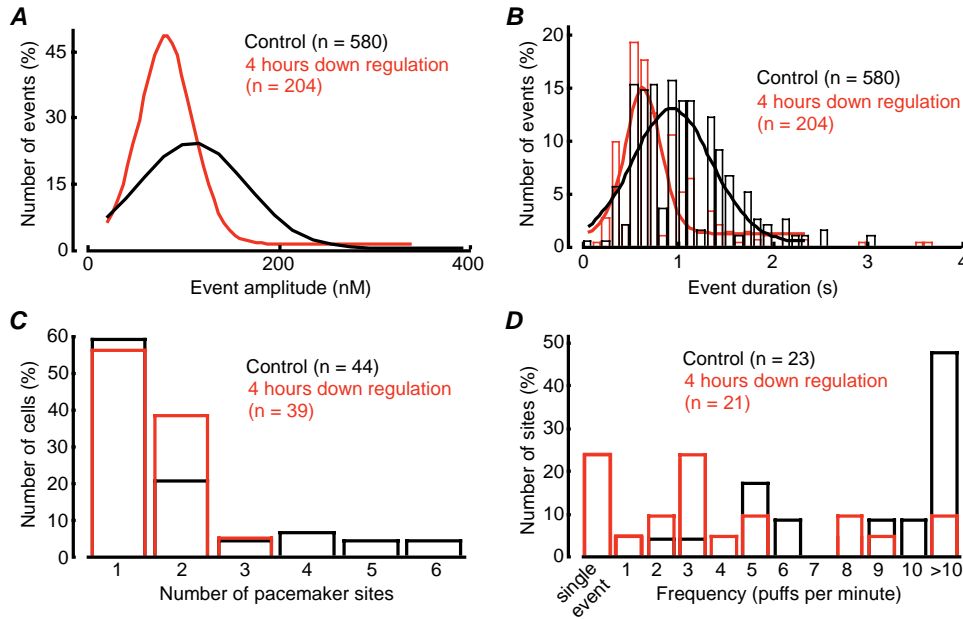 A
Number of events (%)
45
30
15
0
Control (n = 580)
4 hours down regulation
(n = 204)
0
200
400
Event amplitude (nM)
B
Number of events (%)
20
15
10
5
0
Control (n = 580)
4 hours down regulation
(n = 204)
0
1
2
3
4
Event duration (s)
C
Number of cells (%)
60
50
40
30
20
10
0
Control (n = 44)
4 hours down regulation
(n = 39)
1
2
3
4
5
6
Number of pacemaker sites
D
Number of sites (%)
50
40
30
20
10
0
Control (n = 23)
4 hours down regulation
(n = 21)
single
event
1
2
3
4
5
6
7
8
9
10
>10
Frequency (puffs per minute)